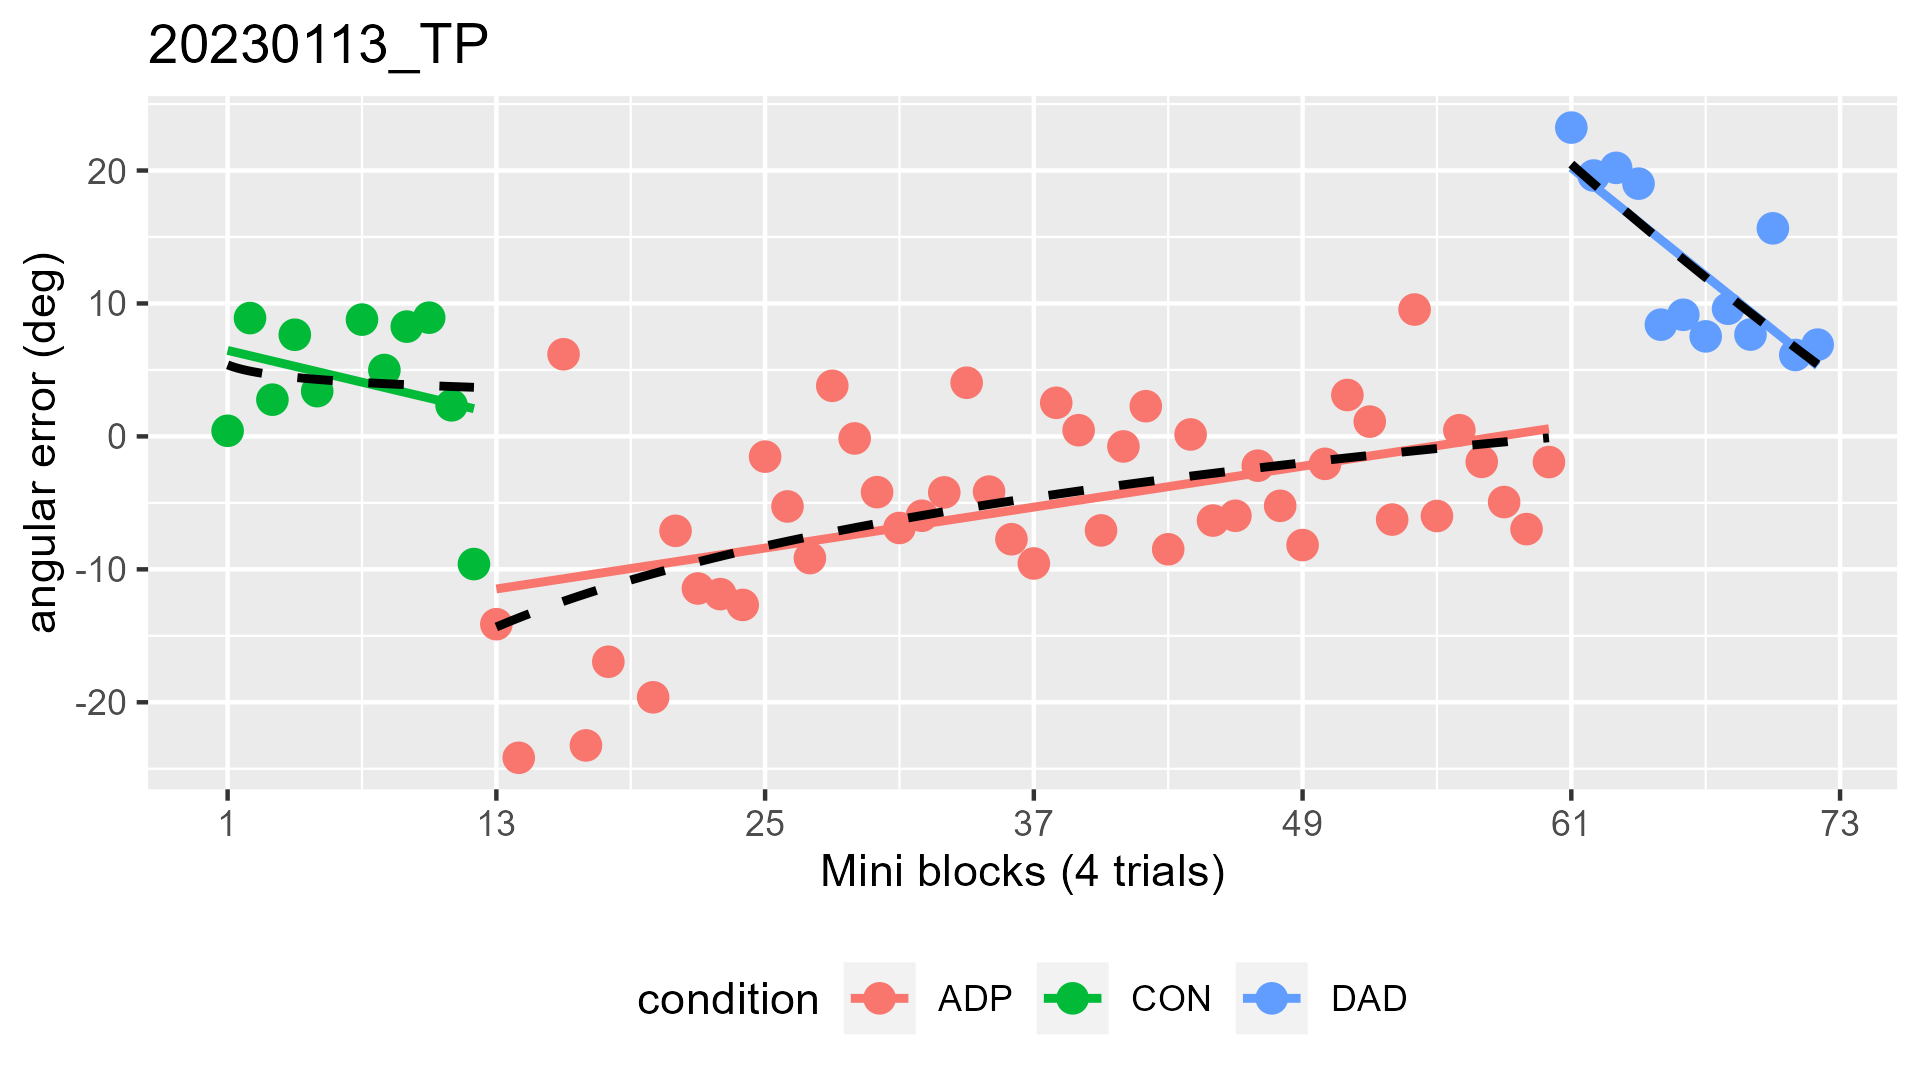 20230113_TP
angular error (deg)
20
10
0
-10
-20
1 13 25 37 49 61 73
Mini blocks (4 trials)
condition ADP CON DAD